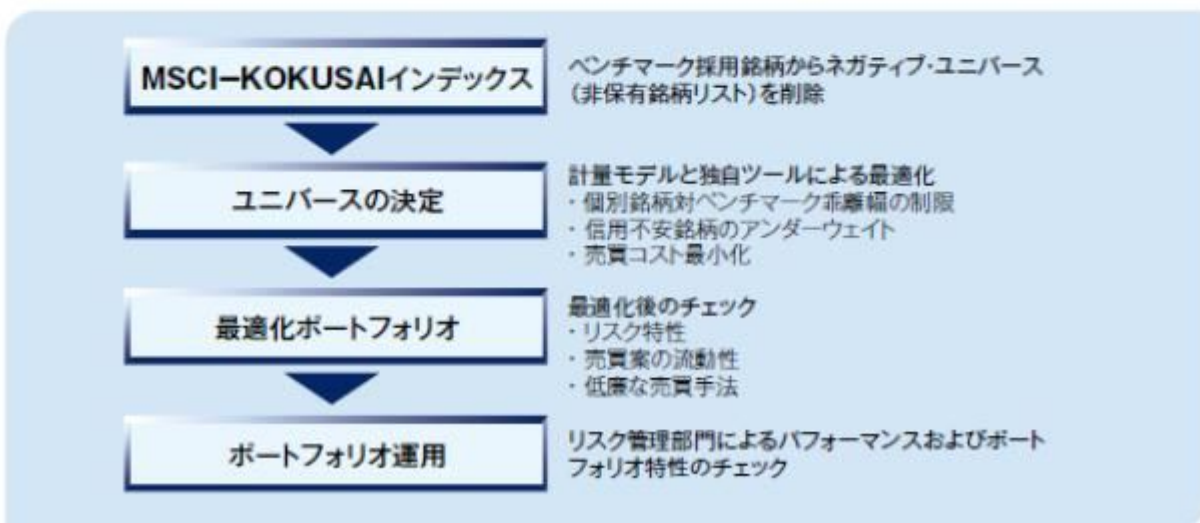 MSCI−KOKUSAIインデックス
ベンチマーク採用銘柄からネガティブ・ユニバース
（非保有銘柄リスト）を削除
ユニバースの決定
計量モデルと独自ツールによる最適化
・個別銘柄対ベンチマーク乖離幅の制限
・信用不安銘柄のアンダーウェイト
・売買コスト最小化
最適化ポートフォリオ
最適化後のチェック
・リスク特性
・売買案の流動性
・低廉な売買手法
ポートフォリオ運用
リスク管理部門によるパフォーマンスおよびポート
フォリオ特性のチェック